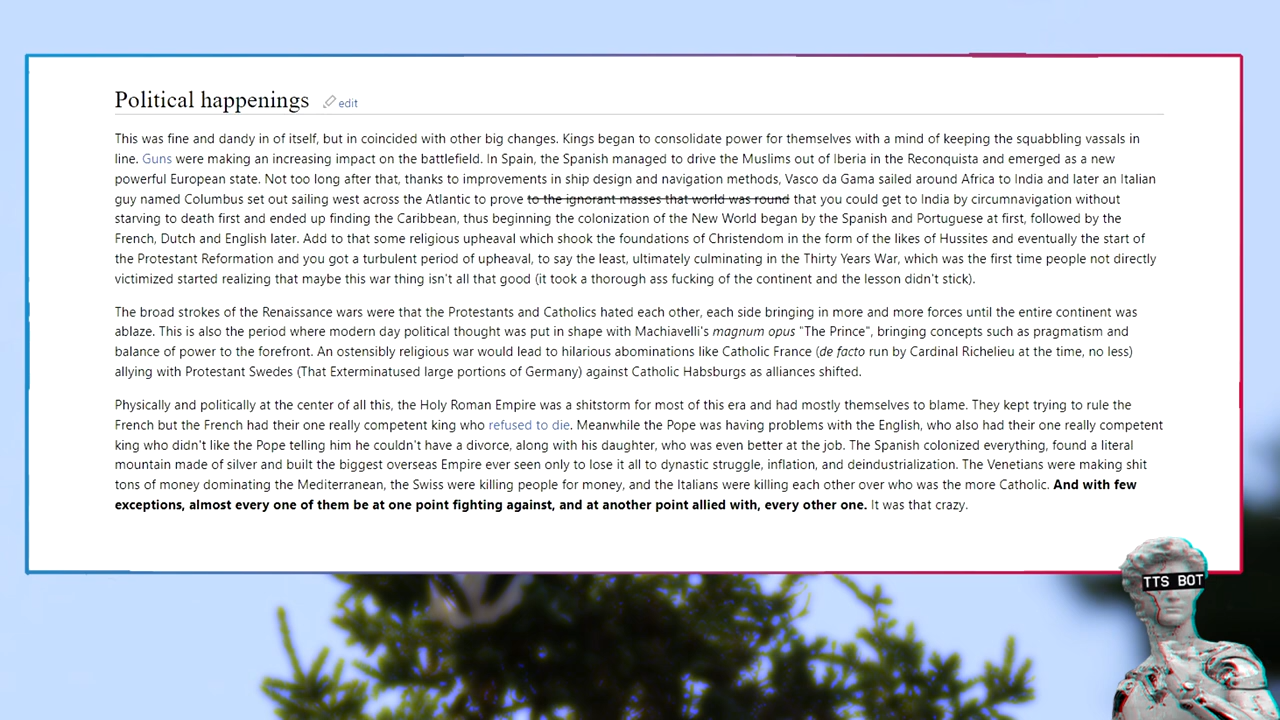 Political happenings edit
This was fine and dandy in of itself, but in coincided with other big changes. Kings began to consolidate power for themselves with a mind of keeping the squabbling vassals in
line. Guns were making an increasing impact on the battlefield. In Spain, the Spanish managed to drive the Muslims out of Iberia in the Reconquista and emerged as a new
powerful European state. Not too long after that, thanks to improvements in ship design and navigation methods, Vasco da Gama sailed around Africa to India and later an Italian
guy named Columbus set out sailing west across the Atlantic to prove to the ignorant masses that world was round that you could get to India by circumnavigation without
starving to death first and ended up finding the Caribbean, thus beginning the colonization of the New World began by the Spanish and Portuguese at first, followed by the
French, Dutch and English later. Add to that some religious upheaval which shook the foundations of Christendom in the form of the likes of Hussites and eventually the start of
the Protestant Reformation and you got a turbulent period of upheaval, to say the least, ultimately culminating in the Thirty Years War, which was the first time people not directly
victimized started realizing that maybe this war thing isn't all that good (it took a thorough ass fucking of the continent and the lesson didn't stick).
The broad strokes of the Renaissance wars were that the Protestants and Catholics hated each other, each side bringing in more and more forces until the entire continent was
ablaze. This is also the period where modern day political thought was put in shape with Machiavelli's magnum opus "The Prince", bringing concepts such as pragmatism and
balance of power to the forefront. An ostensibly religious war would lead to hilarious abominations like Catholic France (de facto run by Cardinal Richelieu at the time, no less)
allying with Protestant Swedes (That Exterminatused large portions of Germany) against Catholic Habsburgs as alliances shifted.
Physically and politically at the center of all this, the Holy Roman Empire was a shitstorm for most of this era and had mostly themselves to blame. They kept trying to rule the
French but the French had their one really competent king who refused to die. Meanwhile the Pope was having problems with the English, who also had their one really competent
king who didn't like the Pope telling him he couldn't have a divorce, along with his daughter, who was even better at the job. The Spanish colonized everything, found a literal
mountain made of silver and built the biggest overseas Empire ever seen only to lose it all to dynastic struggle, inflation, and deindustrialization. The Venetians were making shit
tons of money dominating the Mediterranean, the Swiss were killing people for money, and the Italians were killing each other over who was the more Catholic. And with few
exceptions, almost every one of them be at one point fighting against, and at another point allied with, every other one. It was that crazy.
TTS BOT